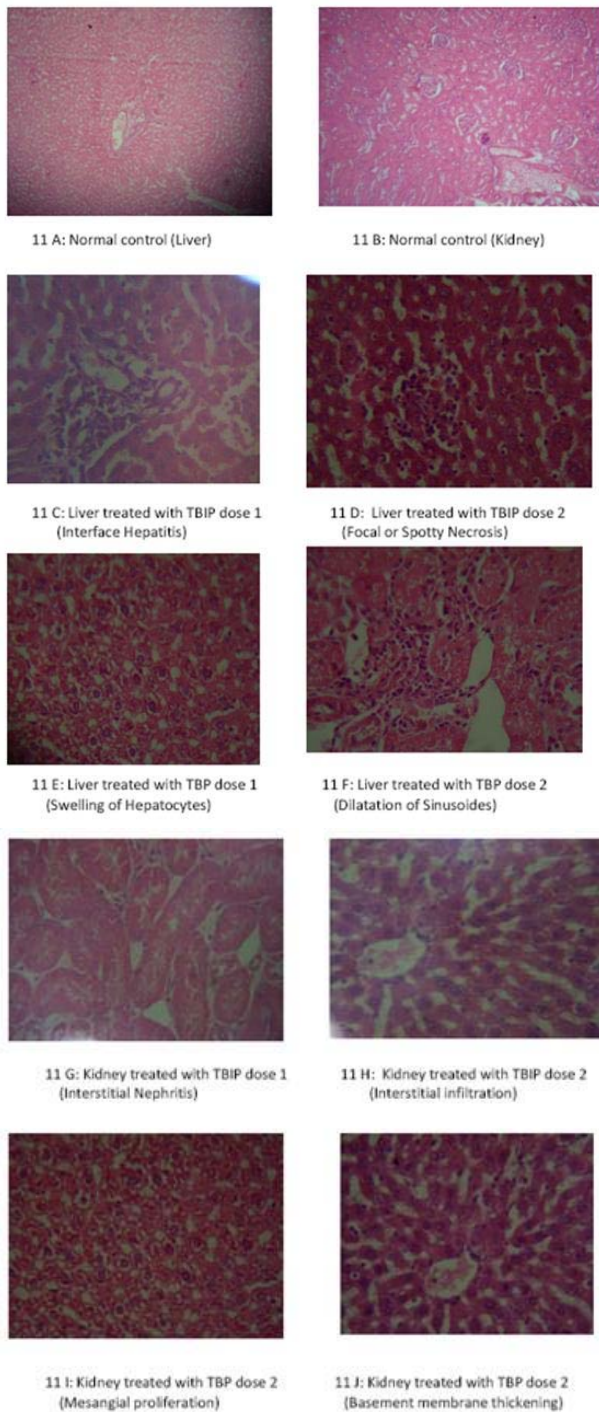 11 A: Normal control (Liver)
11 B: Normal control (Kidney)
11 C: Liver treated with TBIP dose 1
(Interface Hepatitis)
11 D: Liver treated with TBIP dose 2
(Focal or Spotty Necrosis)
11 E: Liver treated with TBP dose 1
(Swelling of Hepatocytes)
11 F: Liver treated with TBP dose 2
(Dilatation of Sinusoides)
11 G: Kidney treated with TBIP dose 1
(Interstitial Nephritis)
11 H: Kidney treated with TBIP dose 2
(Interstitial infiltration)
11 I: Kidney treated with TBP dose 2
(Mesangial proliferation)
11 J: Kidney treated with TBP dose 2
(Basement membrane thickening)